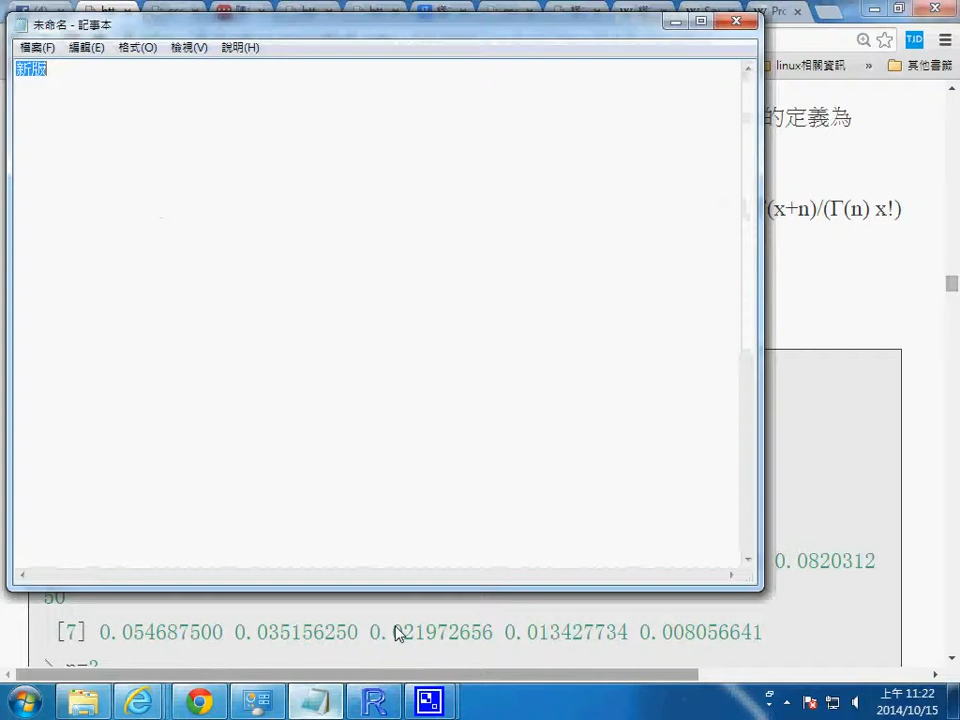 未命名 - 記事本
檔案(F) 編輯(E) 格式(O) 檢視(V) 說明(H)
新版
TJD
linux相關資訊 » 其他書籤
的定義為
(x+n)/(Γ(n) x!)
0.0820312
50
[7] 0.054687500 0.035156250 0.021972656 0.013427734 0.008056641
上午 11:22
2014/10/15